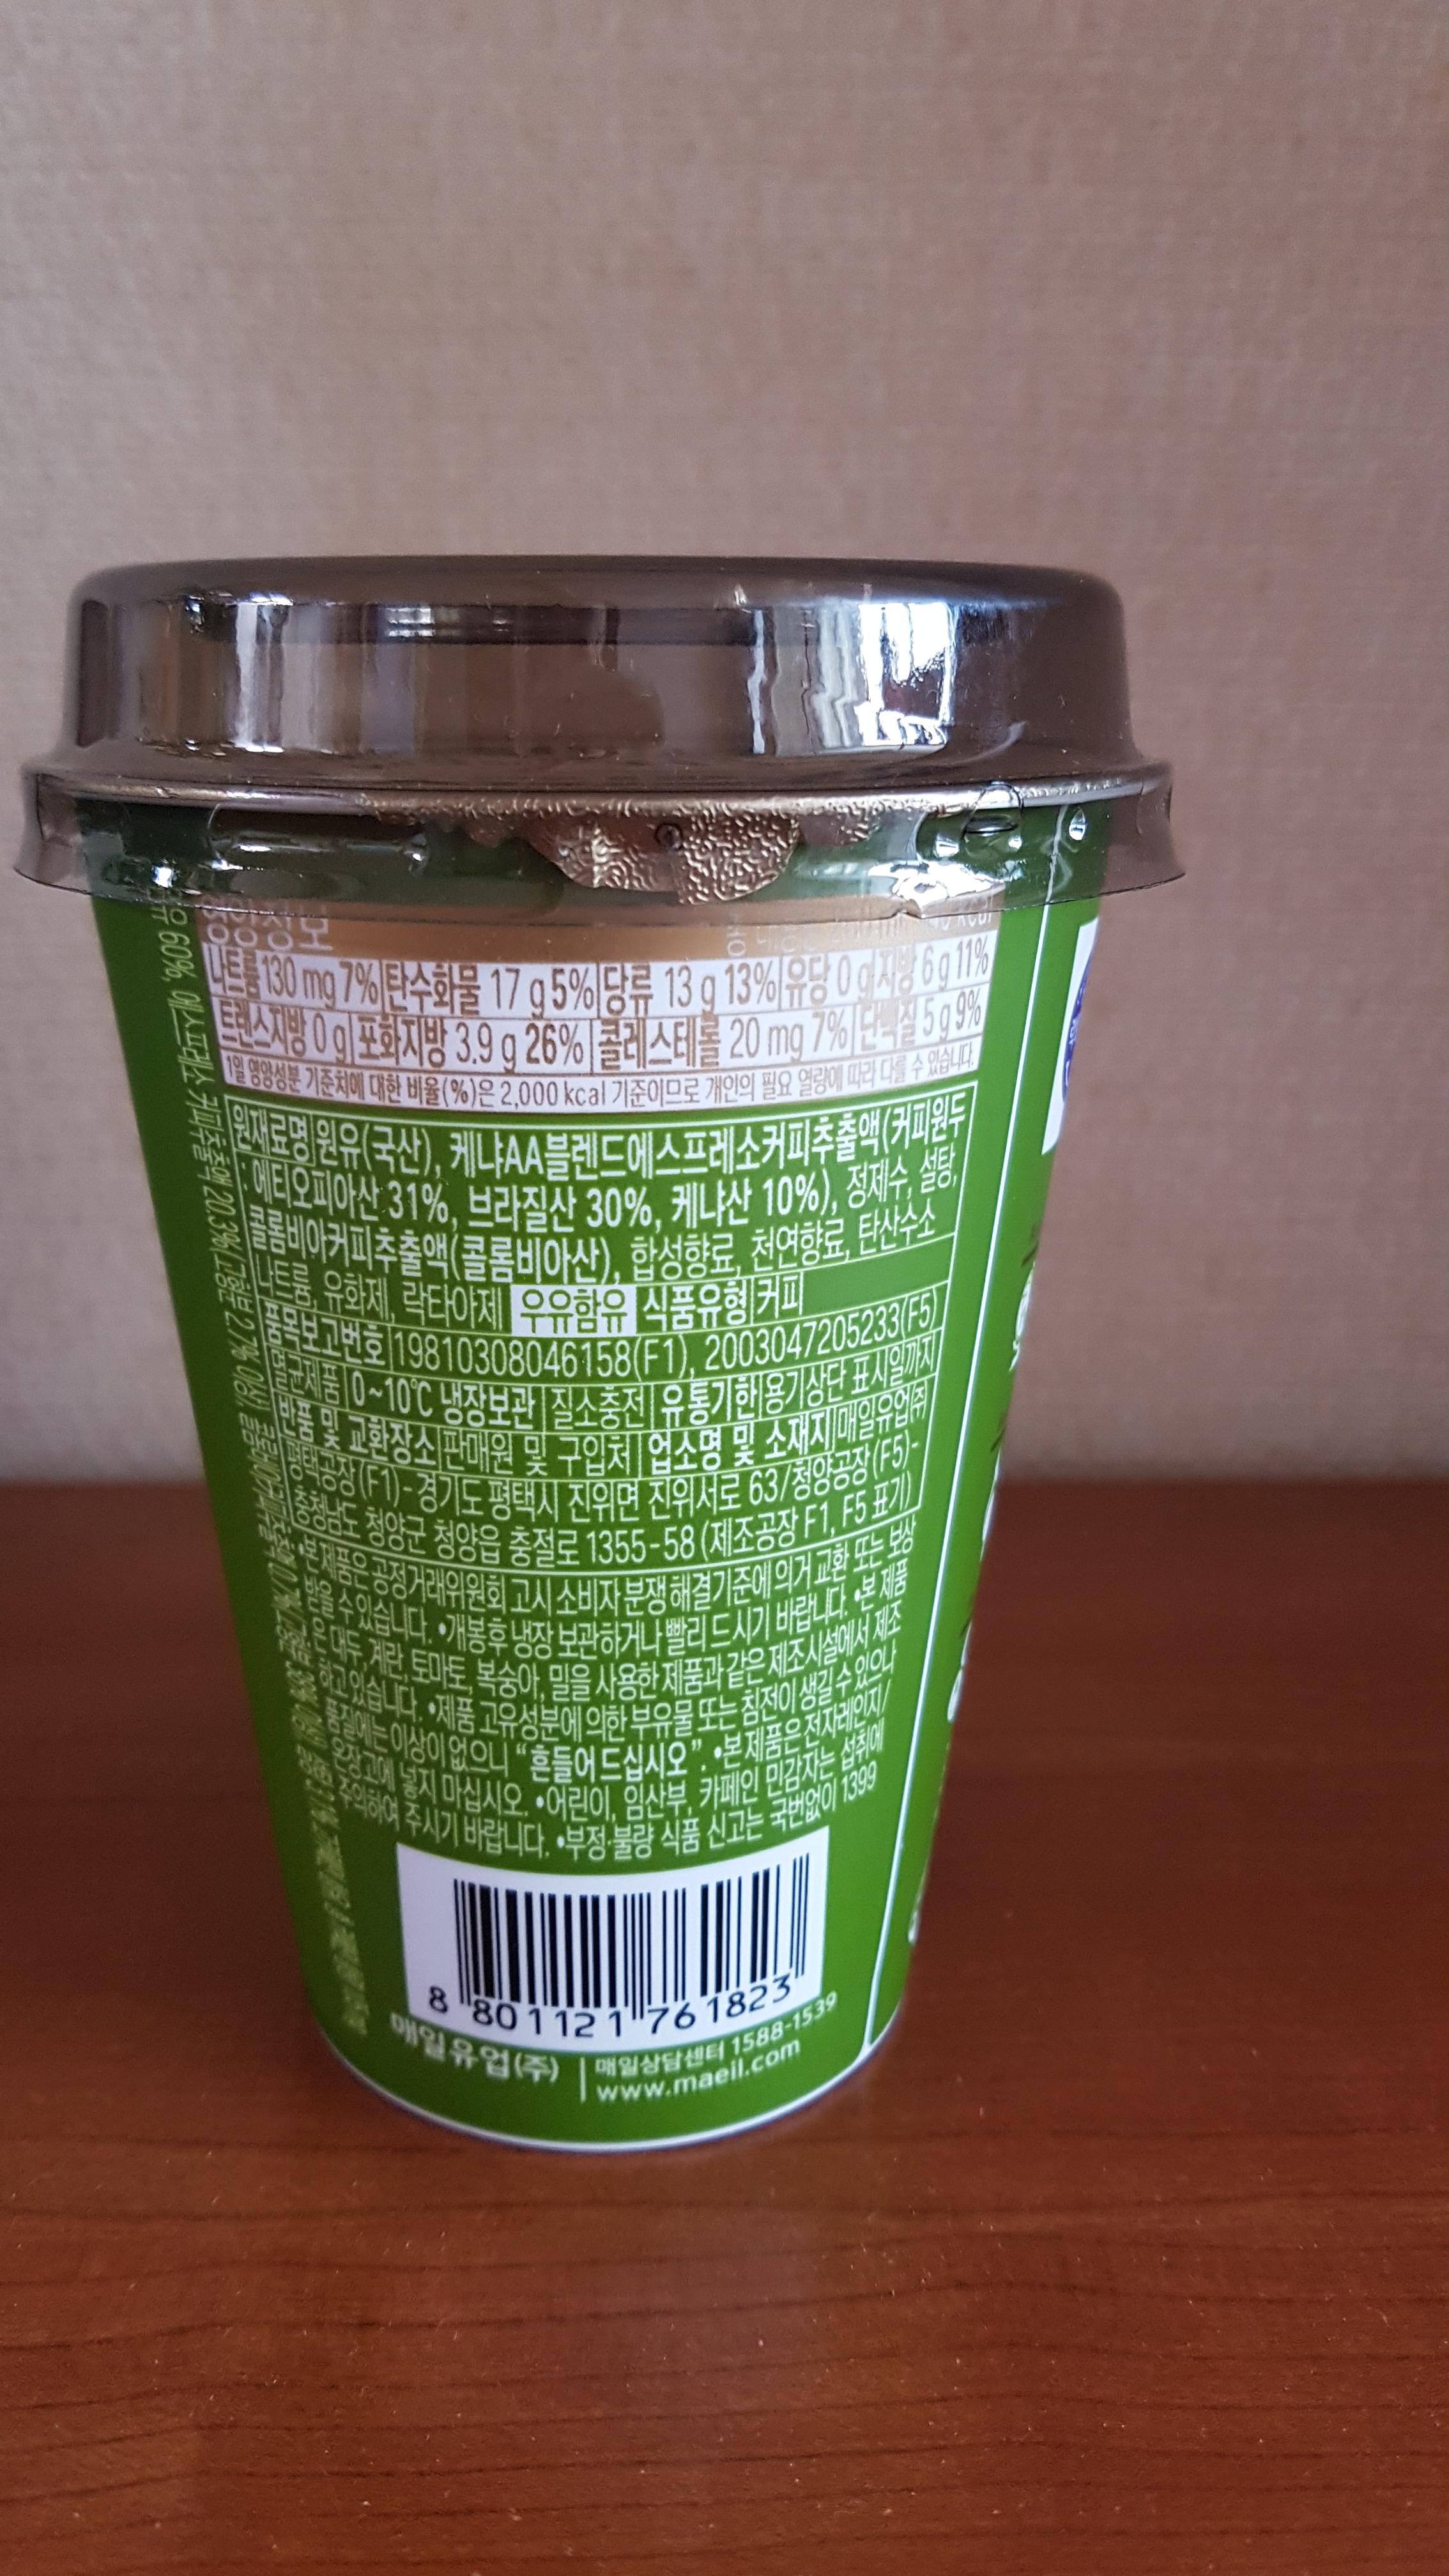 영양정보
나트륨 130 mg 7% 탄수화물 17 g 5% 당류 13 g 13% 유당 0 g 지방 6 g 11%
트랜스지방 0 g 포화지방 3.9 g 26% 콜레스테롤 20 mg 7% 단백질 5 g 9%
1일 영양성분 기준치에 대한 비율(%)은 2,000 kcal 기준이므로 개인의 필요 열량에 따라 다를 수 있습니다.
원재료명 원유(국산), 케냐AA블렌드에스프레소커피추출액(커피원두
: 에티오피아산 31%, 브라질산 30%, 케냐산 10%), 정제수, 설탕,
콜롬비아커피추출액(콜롬비아산), 합성향료, 천연향료, 탄산수소
나트륨, 유화제, 락타아제 우유함유 식품유형 커피
품목보고번호 19810308046158(F1), 2003047205233(F5)
멸균제품 0~10℃ 냉장보관 질소충전 유통기한 용기상단 표시일까지
반품 및 교환장소 판매원 및 구입처 업소명 및 소재지 매일유업㈜
평택공장(F1)-경기도 평택시 진위면 진위서로 63/청양공장(F5)-
충청남도 청양군 청양읍 충절로 1355-58 (제조공장 F1, F5 표기)
•본 제품은 공정거래위원회 고시 소비자분쟁해결기준에 의거 교환 또는 보상
받을 수 있습니다. •개봉후 냉장 보관하거나 빨리 드시기 바랍니다. •본 제품
은 대두, 계란, 토마토, 복숭아, 밀을 사용한 제품과 같은 제조시설에서 제조
하고 있습니다. •제품 고유성분에 의한 부유물 또는 침전이 생길 수 있으나
품질에는 이상이 없으니 “흔들어 드십시오”. •본 제품은 전자레인지/
온장고에 넣지 마십시오. •어린이, 임산부, 카페인 민감자는 섭취에
주의하여 주시기 바랍니다. •부정·불량 식품 신고는 국번없이 1399
8 801121 761823
매일유업(주)
매일상담센터 1588-1539
www.maeil.com
60%, 에스프레소 커피추출액 20.3%